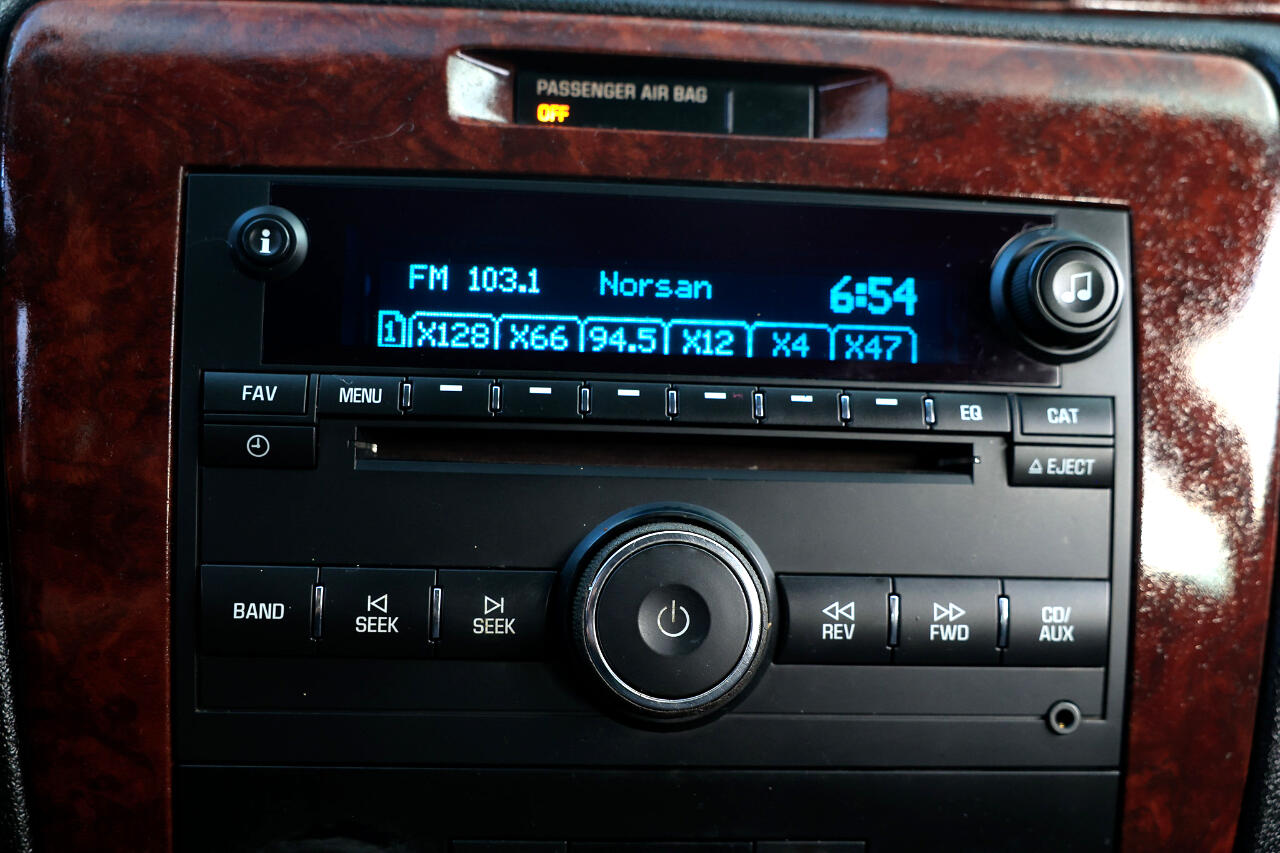 PASSENGER AIR BAG
OFF
i
FM 103.1 Norsan 6:54
1 X128 X66 94.5 X12 X4 X47
FAV MENU EQ CAT
EJECT
BAND SEEK SEEK REV FWD CD/
AUX